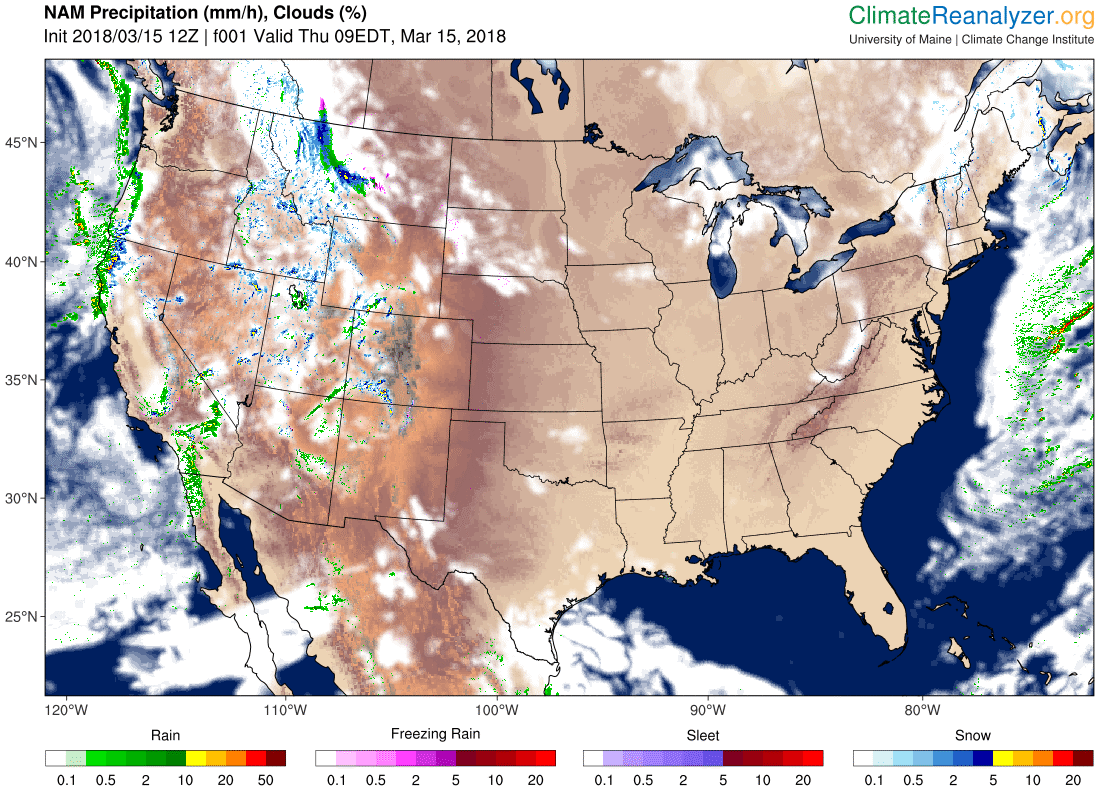 NAM Precipitation (mm/h), Clouds (%)
Init 2018/03/15 12Z | f001 Valid Thu 09EDT, Mar 15, 2018
ClimateReanalyzer.org
University of Maine | Climate Change Institute
45°N
40°N
35°N
30°N
25°N
120°W 110°W 100°W 90°W 80°W
Rain Freezing Rain Sleet Snow
0.1 0.5 2 10 20 50 0.1 0.5 2 5 10 20 0.1 0.5 2 5 10 20 0.1 0.5 2 5 10 20